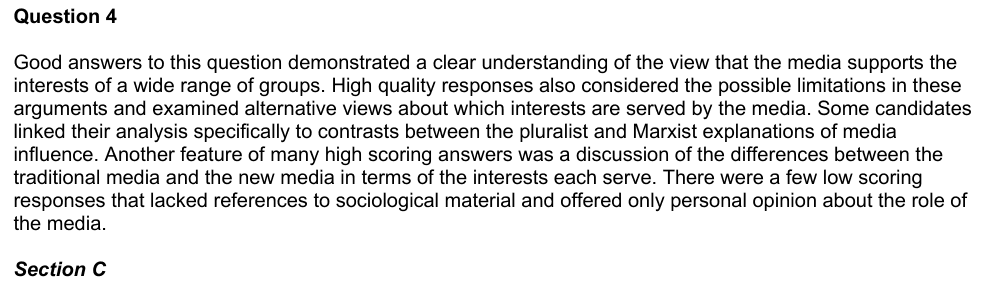 Question 4
Good answers to this question demonstrated a clear understanding of the view that the media supports the
interests of a wide range of groups. High quality responses also considered the possible limitations in these
arguments and examined alternative views about which interests are served by the media. Some candidates
linked their analysis specifically to contrasts between the pluralist and Marxist explanations of media
influence. Another feature of many high scoring answers was a discussion of the differences between the
traditional media and the new media in terms of the interests each serve. There were a few low scoring
responses that lacked references to sociological material and offered only personal opinion about the role of
the media.
Section C